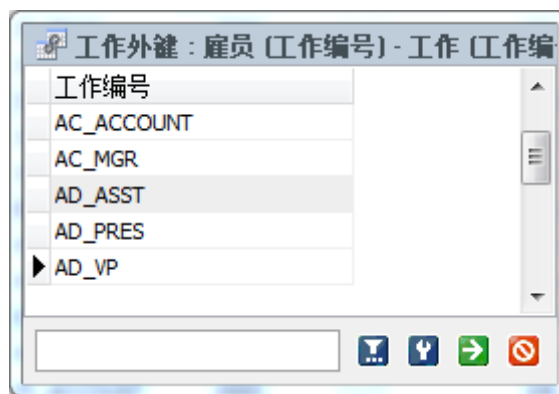 工作外键：雇员 (工作编号) - 工作 (工作编
工作编号
AC_ACCOUNT
AC_MGR
AD_ASST
AD_PRES
AD_VP